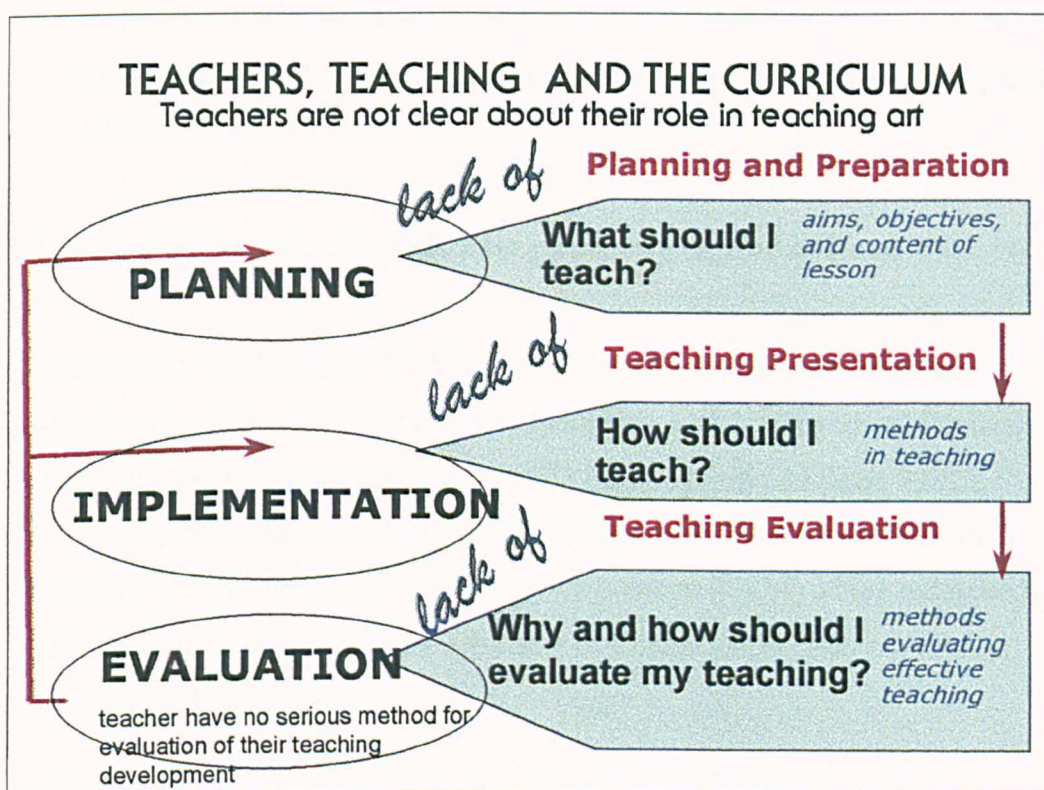 TEACHERS, TEACHING AND THE CURRICULUM
Teachers are not clear about their role in teaching art
lack of
Planning and Preparation
PLANNING
What should I
teach?
aims, objectives,
and content of
lesson
lack of
Teaching Presentation
IMPLEMENTATION
How should I
teach?
methods
in teaching
lack of
Teaching Evaluation
EVALUATION
teacher have no serious method for
evaluation of their teaching
development
Why and how should I
evaluate my teaching?
methods
evaluating
effective
teaching